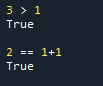 3 > 1
True
2 == 1+1
True